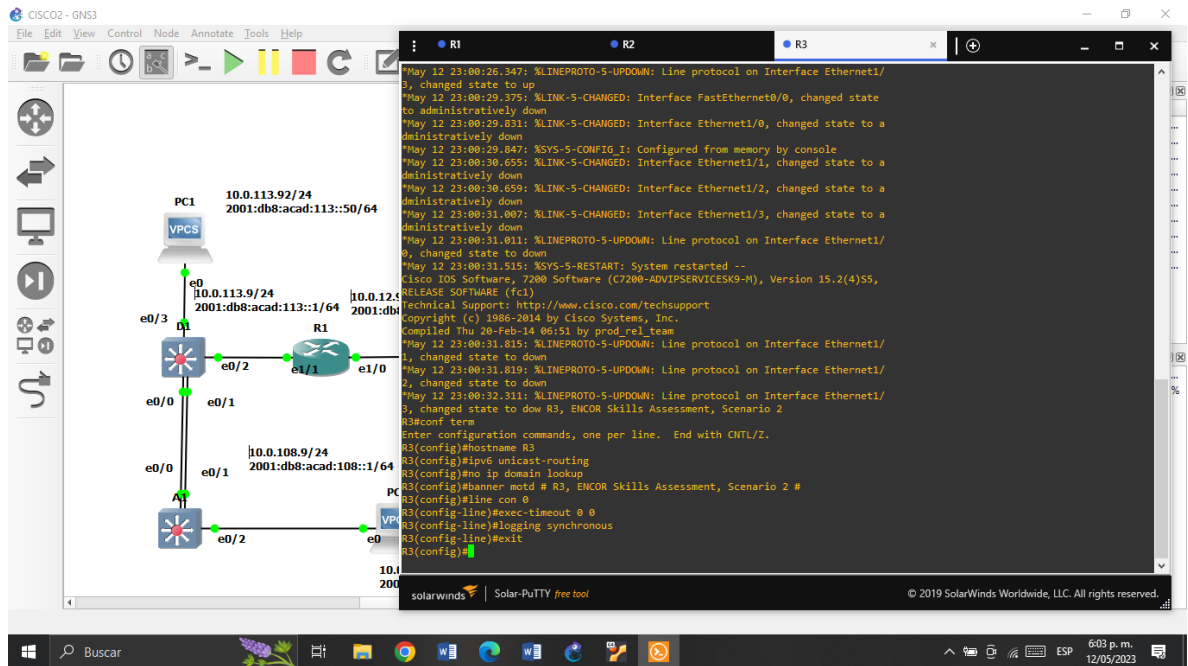 CISCO2 - GNS3
File Edit View Control Node Annotate Tools Help
R1
R2
R3
PC1
10.0.113.92/24
2001:db8:acad:113::50/64
VPCS
e0
10.0.113.9/24
2001:db8:acad:113::1/64
10.0.12.9
2001:db8
e0/3
D1
R1
e0/2
e1/1
e1/0
e0/0
e0/1
10.0.108.9/24
2001:db8:acad:108::1/64
e0/0
e0/1
A1
PC
VPC
e0/2
e0
10.0
200
*May 12 23:00:26.347: %LINEPROTO-5-UPDOWN: Line protocol on Interface Ethernet1/
3, changed state to up
*May 12 23:00:29.375: %LINK-5-CHANGED: Interface FastEthernet0/0, changed state
to administratively down
*May 12 23:00:29.831: %LINK-5-CHANGED: Interface Ethernet1/0, changed state to a
dministratively down
*May 12 23:00:29.847: %SYS-5-CONFIG_I: Configured from memory by console
*May 12 23:00:30.655: %LINK-5-CHANGED: Interface Ethernet1/1, changed state to a
dministratively down
*May 12 23:00:30.659: %LINK-5-CHANGED: Interface Ethernet1/2, changed state to a
dministratively down
*May 12 23:00:31.007: %LINK-5-CHANGED: Interface Ethernet1/3, changed state to a
dministratively down
*May 12 23:00:31.011: %LINEPROTO-5-UPDOWN: Line protocol on Interface Ethernet1/
0, changed state to down
*May 12 23:00:31.515: %SYS-5-RESTART: System restarted --
Cisco IOS Software, 7200 Software (C7200-ADVIPSERVICESK9-M), Version 15.2(4)S5,
RELEASE SOFTWARE (fc1)
Technical Support: http://www.cisco.com/techsupport
Copyright (c) 1986-2014 by Cisco Systems, Inc.
Compiled Thu 20-Feb-14 06:51 by prod_rel_team
*May 12 23:00:31.815: %LINEPROTO-5-UPDOWN: Line protocol on Interface Ethernet1/
1, changed state to down
*May 12 23:00:31.819: %LINEPROTO-5-UPDOWN: Line protocol on Interface Ethernet1/
2, changed state to down
*May 12 23:00:32.311: %LINEPROTO-5-UPDOWN: Line protocol on Interface Ethernet1/
3, changed state to dow R3, ENCOR Skills Assessment, Scenario 2
R3#conf term
Enter configuration commands, one per line. End with CNTL/Z.
R3(config)#hostname R3
R3(config)#ipv6 unicast-routing
R3(config)#no ip domain lookup
R3(config)#banner motd # R3, ENCOR Skills Assessment, Scenario 2 #
R3(config)#line con 0
R3(config-line)#exec-timeout 0 0
R3(config-line)#logging synchronous
R3(config-line)#exit
R3(config)#
solarwinds Solar-PuTTY free tool
© 2019 SolarWinds Worldwide, LLC. All rights reserved.
%
Buscar
ESP
6:03 p. m.
12/05/2023